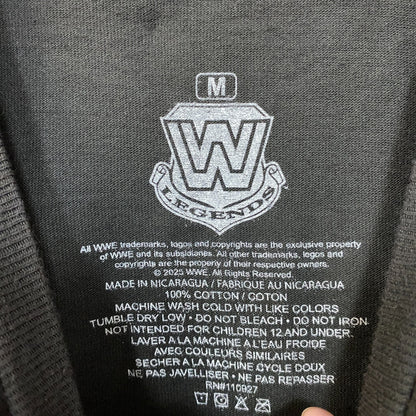 M
W
LEGENDS
All WWE trademarks, logos and copyrights are the exclusive property
of WWE and its subsidiaries. All other trademarks, logos and
copyrights are the property of their respective owners.
© 2025 WWE. All Rights Reserved.
MADE IN NICARAGUA / FABRIQUE AU NICARAGUA
100% COTTON / COTON
MACHINE WASH COLD WITH LIKE COLORS
TUMBLE DRY LOW • DO NOT BLEACH • DO NOT IRON
NOT INTENDED FOR CHILDREN 12 AND UNDER.
LAVER A LA MACHINE A L'EAU FROIDE
AVEC COULEURS SIMILAIRES
SECHER A LA MACHINE CYCLE DOUX
NE PAS JAVELLISER • NE PAS REPASSER
RN#110927